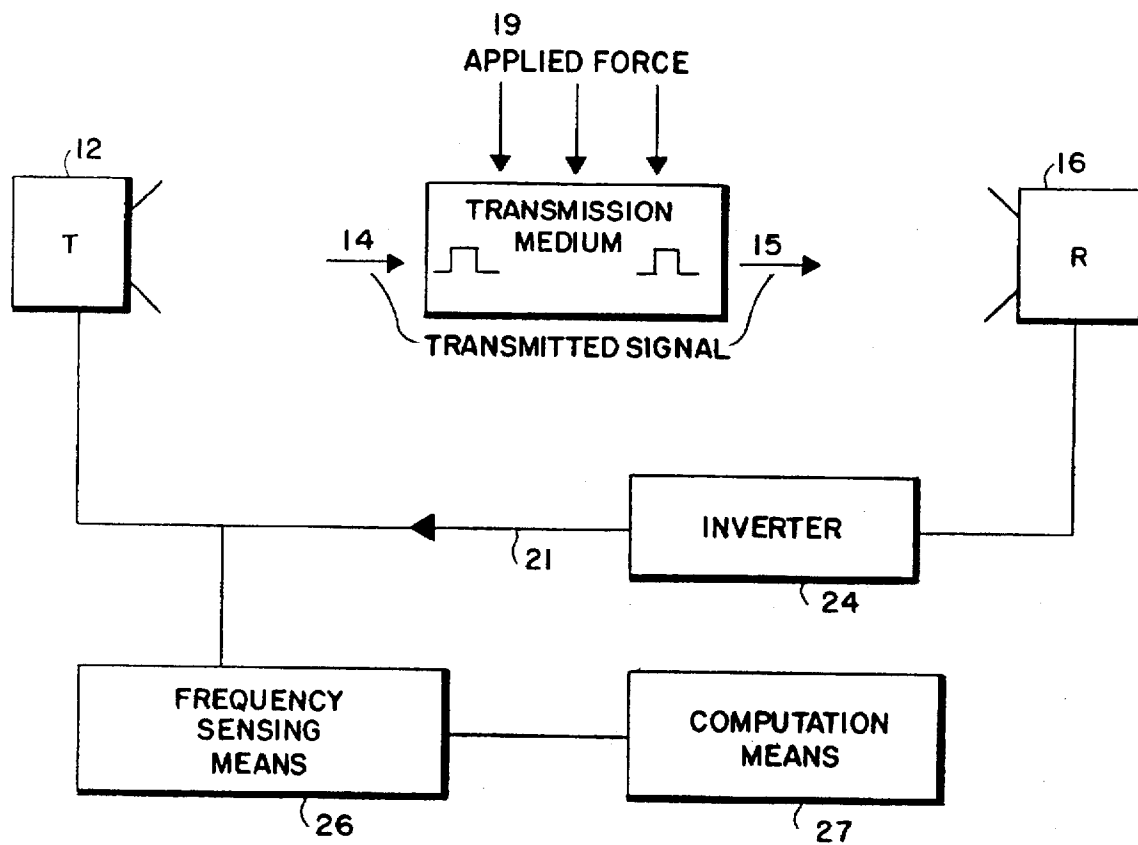 19
APPLIED FORCE
12
T
14
TRANSMISSION
MEDIUM
15
16
R
TRANSMITTED SIGNAL
21
INVERTER
24
FREQUENCY
SENSING
MEANS
26
COMPUTATION
MEANS
27